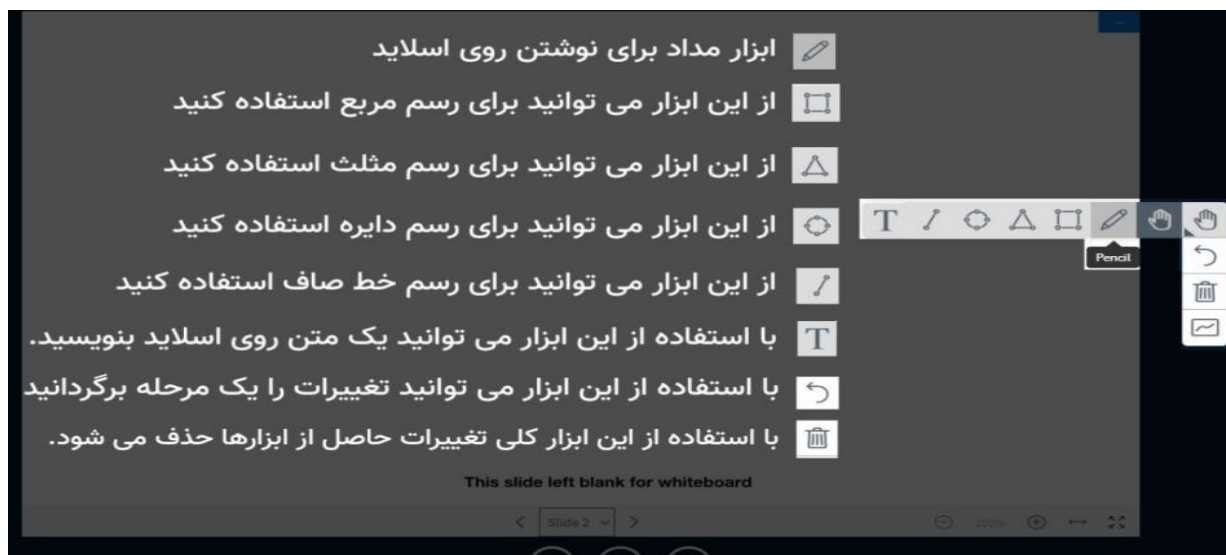 ابزار مداد برای نوشتن روی اسلاید
از این ابزار می توانید برای رسم مربع استفاده کنید
از این ابزار می توانید برای رسم مثلث استفاده کنید
از این ابزار می توانید برای رسم دایره استفاده کنید
T
Pencil
از این ابزار می توانید برای رسم خط صاف استفاده کنید
با استفاده از این ابزار می توانید یک متن روی اسلاید بنویسید.
T
با استفاده از این ابزار می توانید تغییرات را یک مرحله برگردانید
با استفاده از این ابزار کلی تغییرات حاصل از ابزارها حذف می شود.
This slide left blank for whiteboard
Slide 2
100%